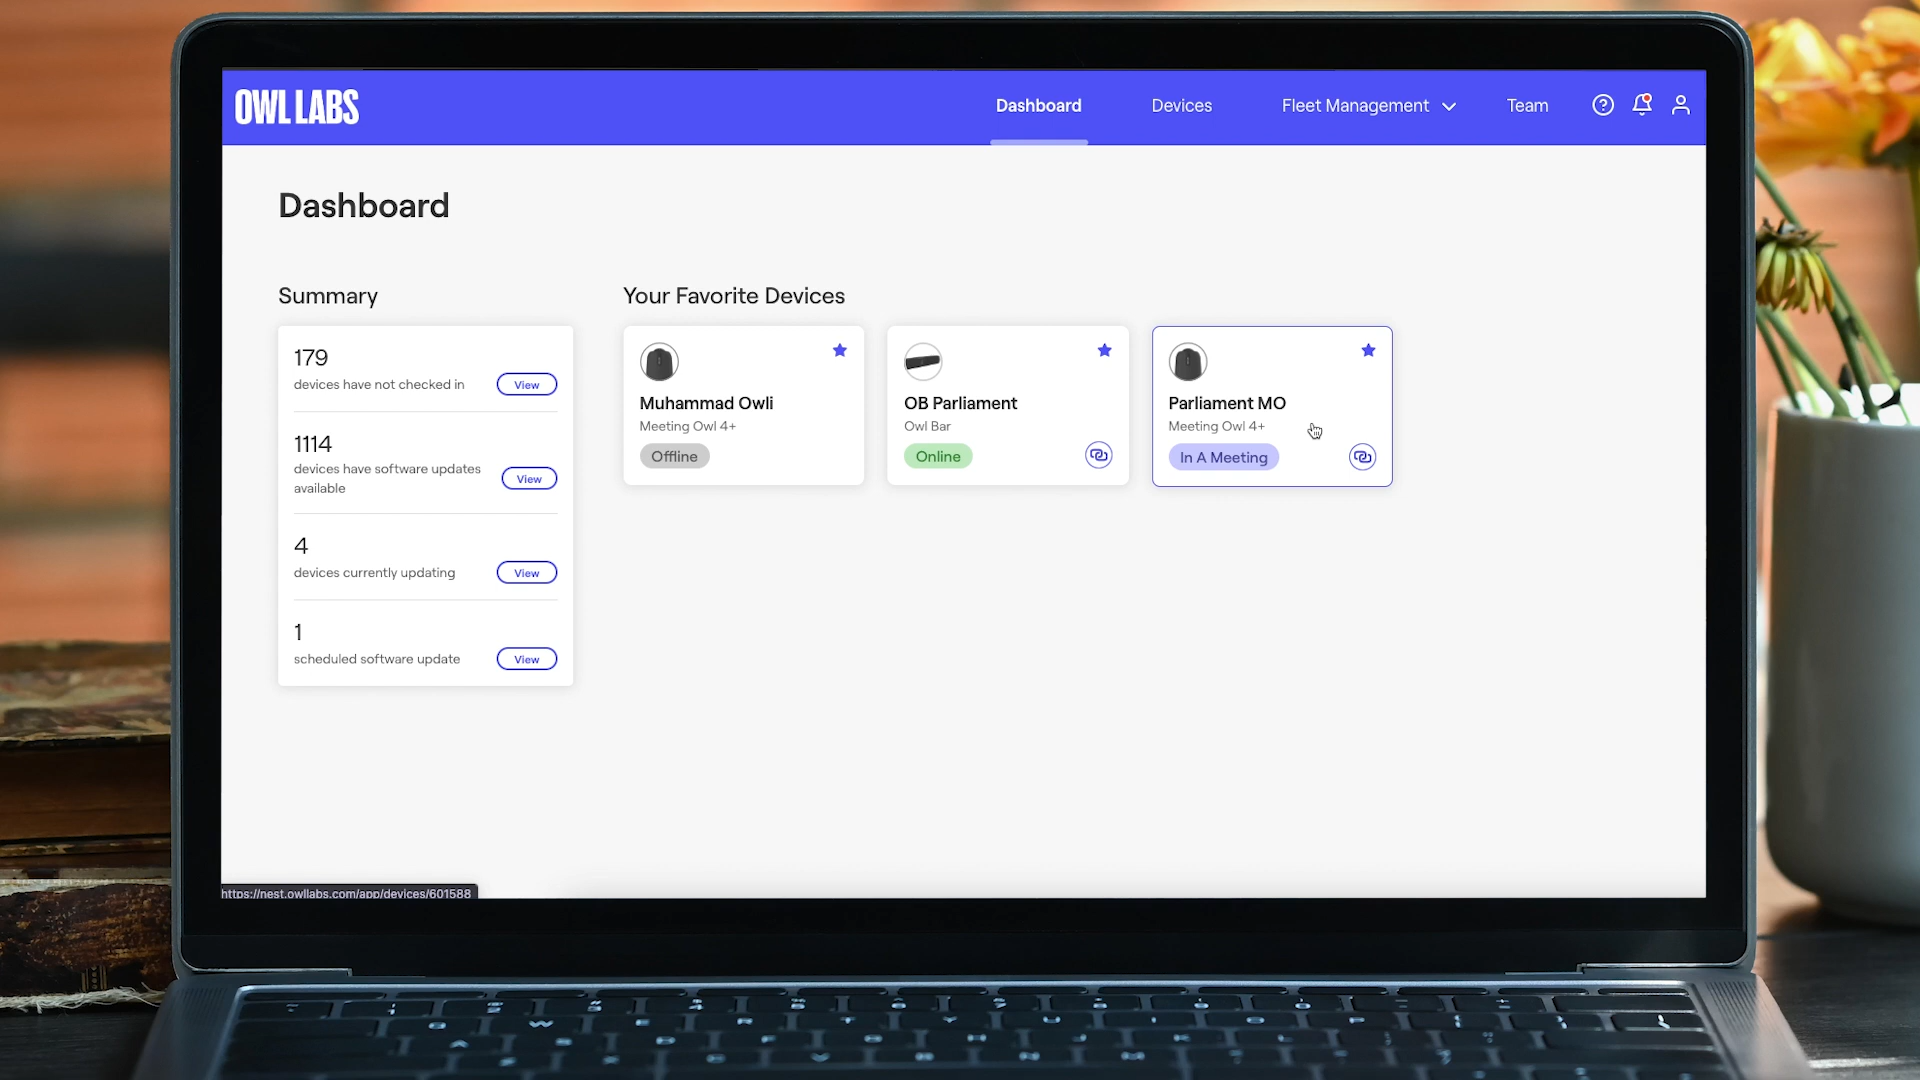 OWL LABS
Dashboard
Devices
Fleet Management
Team
Dashboard
Summary
179
devices have not checked in
View
1114
devices have software updates
available
View
4
devices currently updating
View
1
scheduled software update
View
Your Favorite Devices
Muhammad Owli
Meeting Owl 4+
Offline
OB Parliament
Owl Bar
Online
Parliament MO
Meeting Owl 4+
In A Meeting
https://nest.owllabs.com/app/devices/601588